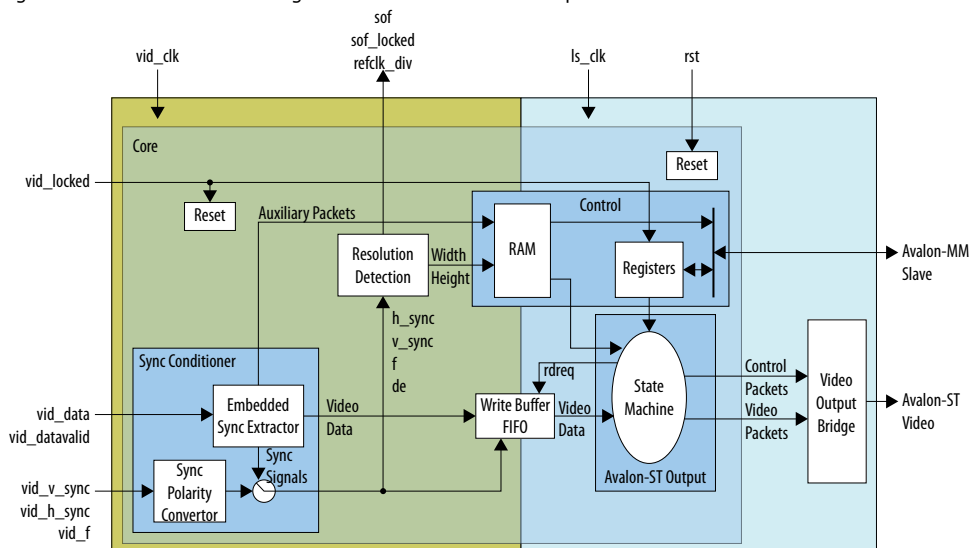 sof
sof_locked
refclk_div
vid_clk
ls_clk
rst
Core
Reset
vid_locked
Reset
Auxiliary Packets
Control
RAM
Registers
Resolution
Detection
Width
Height
Avalon-MM
Slave
h_sync
v_sync
f
de
Sync Conditioner
Embedded
Sync Extractor
vid_data
vid_datavalid
Video
Data
Sync
Signals
Sync
Polarity
Convertor
vid_v_sync
vid_h_sync
vid_f
rdreq
Write Buffer
FIFO
Video
Data
State
Machine
Avalon-ST Output
Control
Packets
Video
Packets
Video
Output
Bridge
Avalon-ST
Video